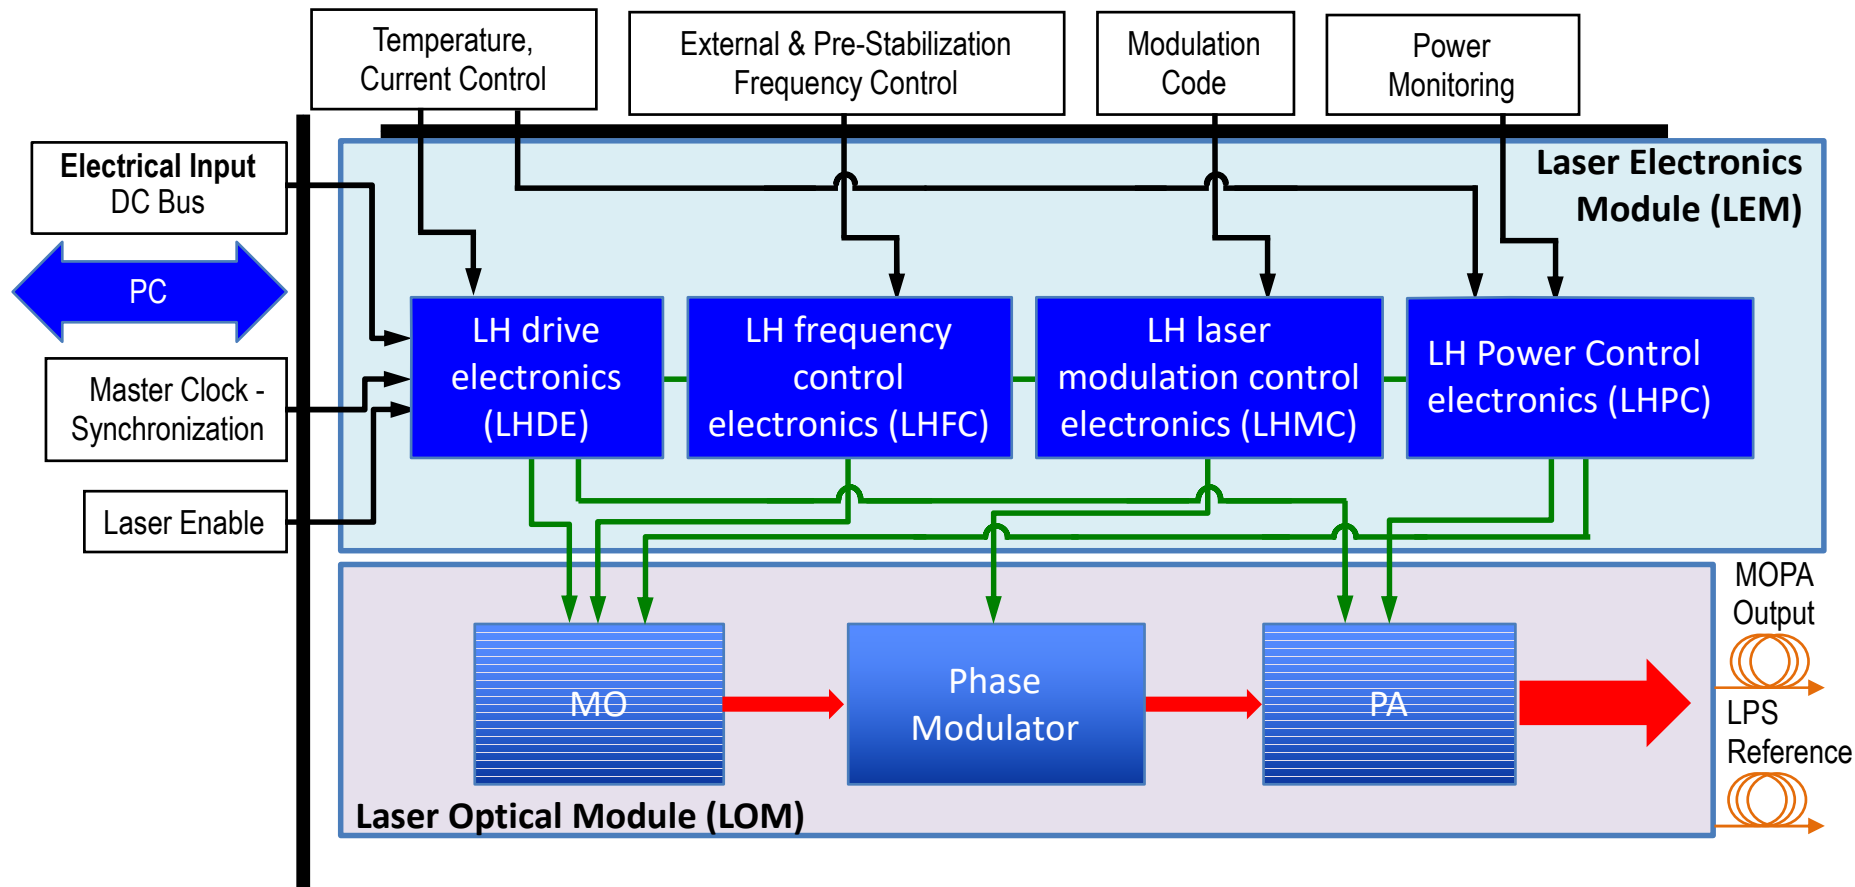 Temperature,
Current Control
External & Pre-Stabilization
Frequency Control
Modulation
Code
Power
Monitoring
Electrical Input
DC Bus
PC
Master Clock -
Synchronization
Laser Enable
Laser Electronics
Module (LEM)
LH drive
electronics
(LHDE)
LH frequency
control
electronics (LHFC)
LH laser
modulation control
electronics (LHMC)
LH Power Control
electronics (LHPC)
MO
Phase
Modulator
PA
Laser Optical Module (LOM)
MOPA
Output
LPS
Reference